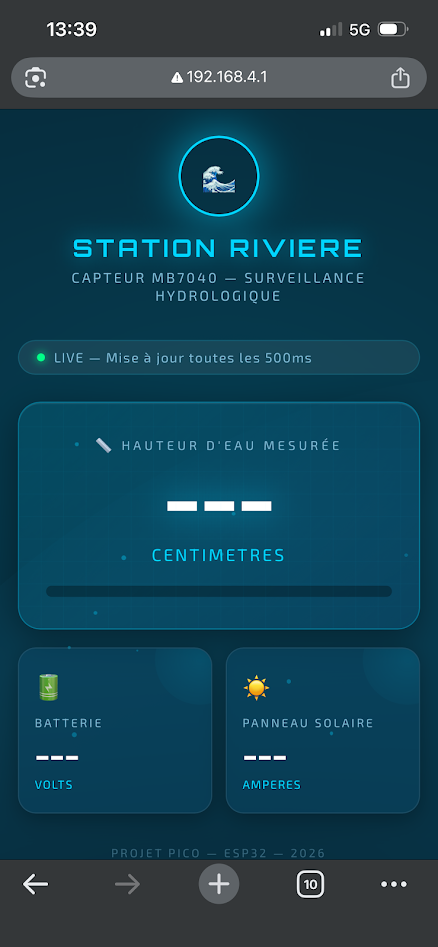 13:39
5G
192.168.4.1
STATION RIVIERE
CAPTEUR MB7040 — SURVEILLANCE
HYDROLOGIQUE
LIVE — Mise à jour toutes les 500ms
HAUTEUR D'EAU MESURÉE
---
CENTIMETRES
BATTERIE
---
VOLTS
PANNEAU SOLAIRE
---
AMPERES
PROJET PICO — ESP32 — 2026
10